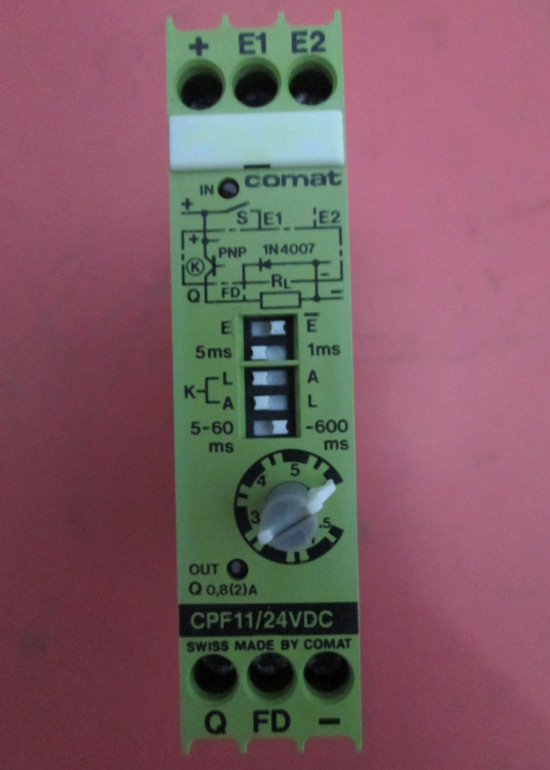 + E1 E2
comat
IN
+ S E1 E2
+ PNP 1N4007
K −
Q FD RL −
E E̅
5ms 1ms
K L A
A L
5-60 -600
ms ms
5
4
3 .5
OUT
Q 0,8(2)A
CPF11/24VDC
SWISS MADE BY COMAT
Q FD −